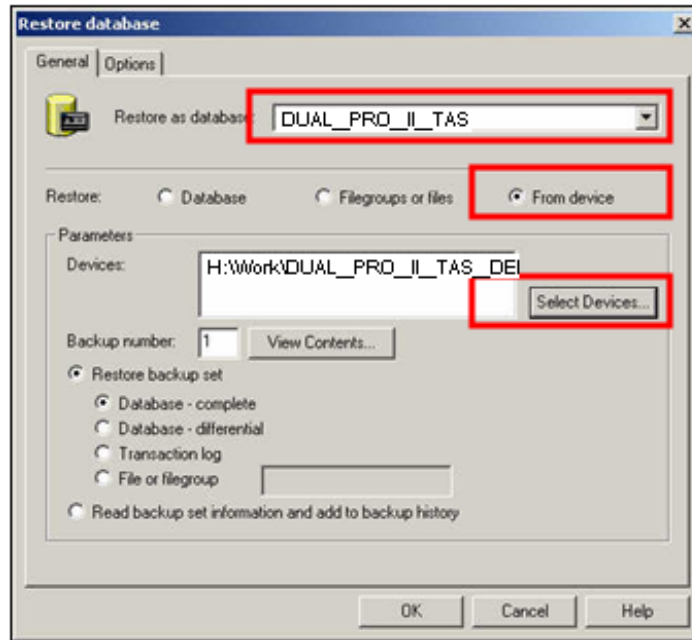 Restore database
General Options
Restore as database: DUAL__PRO__II__TAS
Restore: Database Filegroups or files From device
Parameters
Devices: H:\Work\DUAL__PRO__II__TAS__DEI
Select Devices...
Backup number: 1 View Contents...
Restore backup set
Database - complete
Database - differential
Transaction log
File or filegroup
Read backup set information and add to backup history
OK Cancel Help